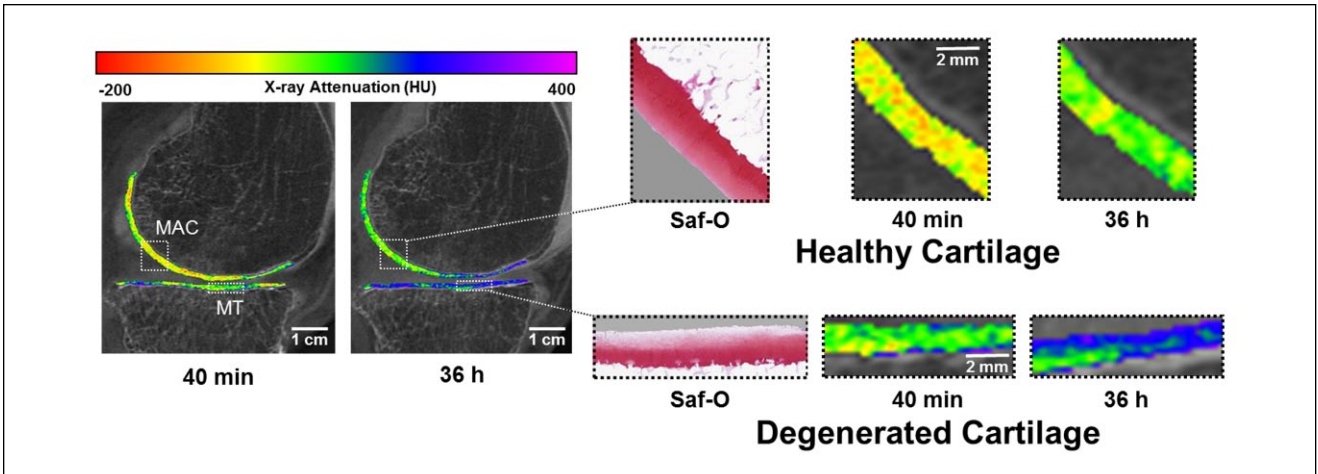 -200 X-ray Attenuation (HU) 400
MAC
MT
1 cm
1 cm
40 min
36 h
2 mm
Saf-O
40 min
36 h
Healthy Cartilage
2 mm
Saf-O
40 min
36 h
Degenerated Cartilage